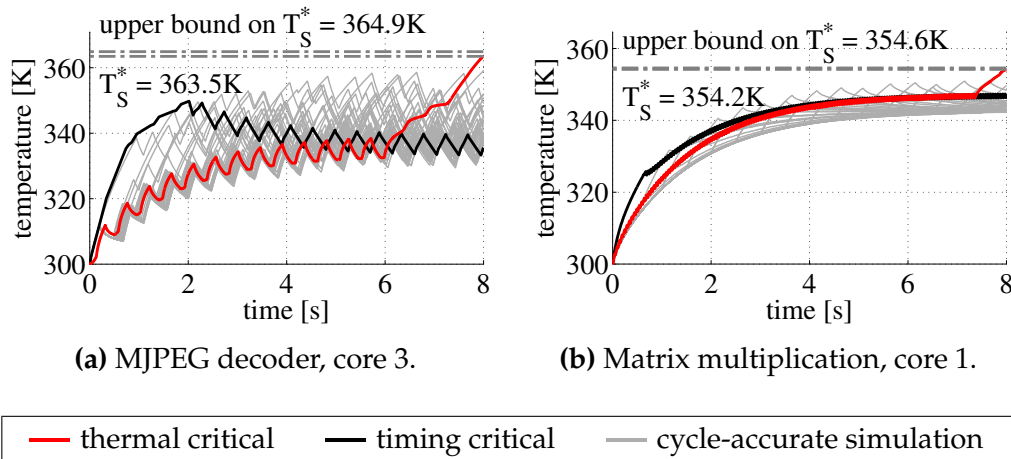 upper bound on T*S = 364.9K
T*S = 363.5K
temperature [K]
360
340
320
300
0 2 4 6 8
time [s]
(a) MJPEG decoder, core 3.
upper bound on T*S = 354.6K
T*S = 354.2K
temperature [K]
360
340
320
300
0 2 4 6 8
time [s]
(b) Matrix multiplication, core 1.
thermal critical timing critical cycle-accurate simulation